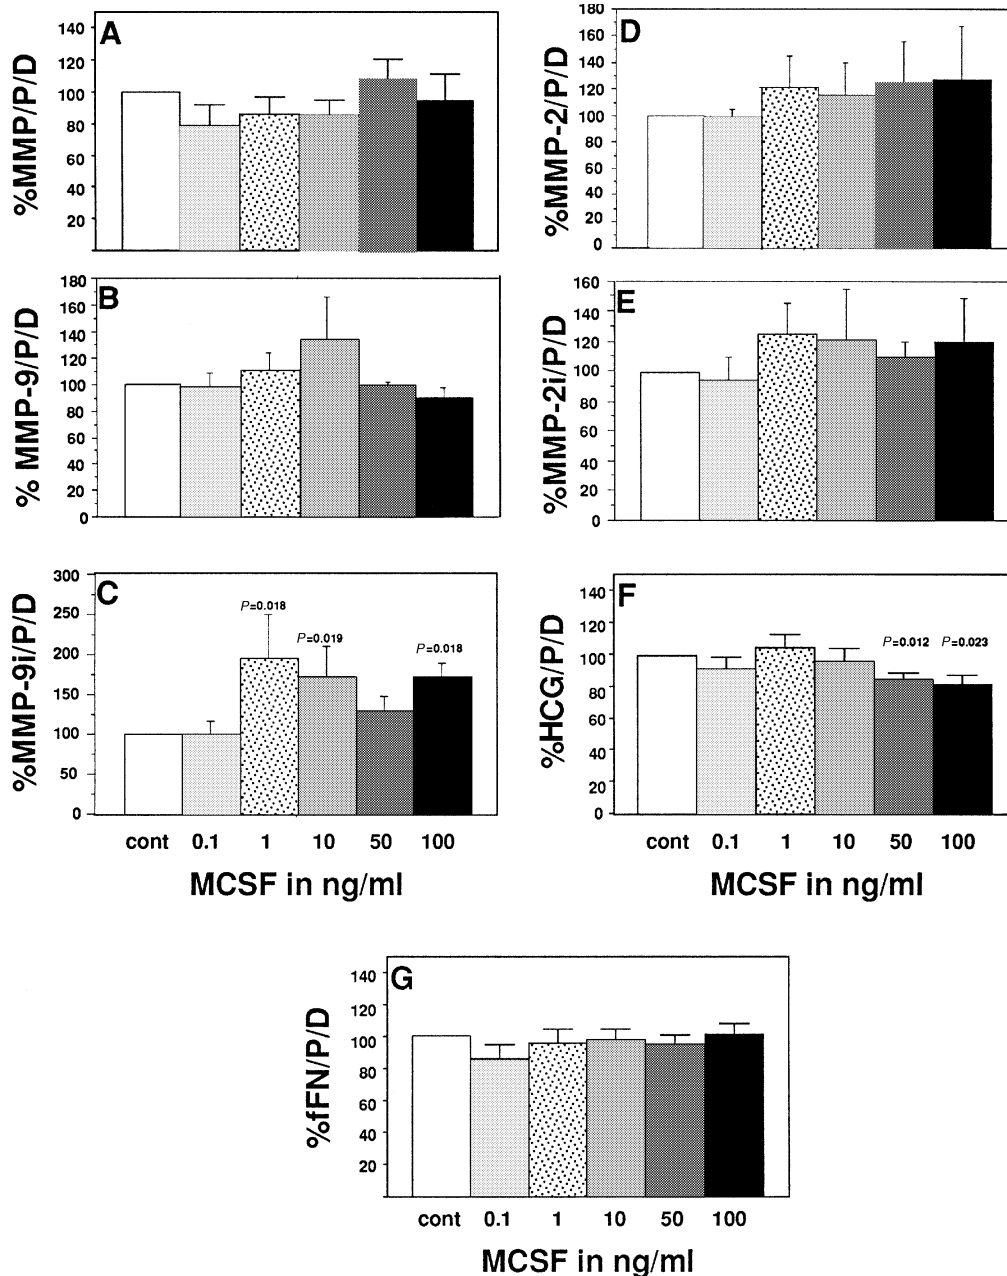 A
%MMP/P/D
140
120
100
80
60
40
20
D
%MMP-2/P/D
180
160
140
120
100
80
60
40
20
0
B
% MMP-9/P/D
180
160
140
120
100
80
60
40
20
0
E
%MMP-2i/P/D
160
140
120
100
80
60
40
20
0
C
%MMP-9i/P/D
300
250
200
150
100
50
0
P=0.018
P=0.019
P=0.018
cont 0.1 1 10 50 100
MCSF in ng/ml
F
%HCG/P/D
140
120
100
80
60
40
20
0
P=0.012 P=0.023
cont 0.1 1 10 50 100
MCSF in ng/ml
G
%fFN/P/D
140
120
100
80
60
40
20
cont 0.1 1 10 50 100
MCSF in ng/ml